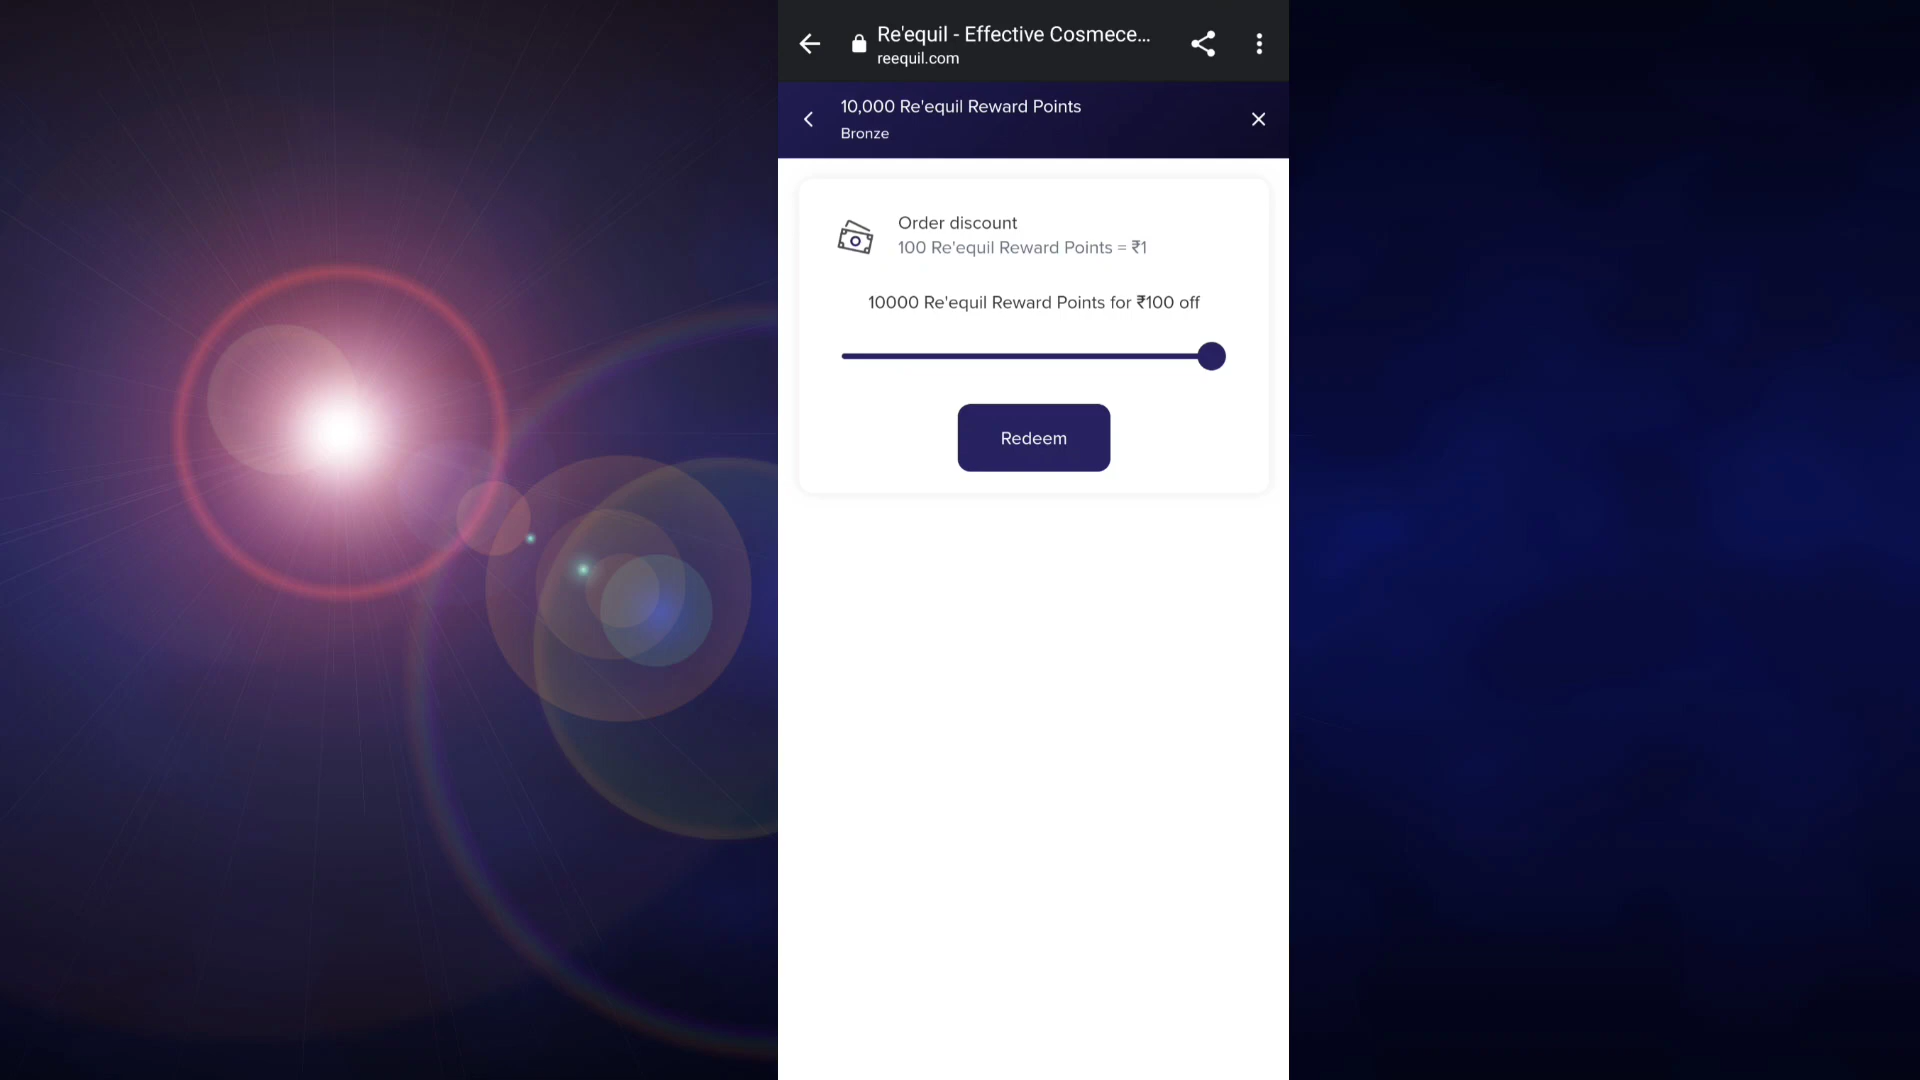 Re'equil - Effective Cosmece...
reequil.com
10,000 Re'equil Reward Points
Bronze
Order discount
100 Re'equil Reward Points = ₹1
10000 Re'equil Reward Points for ₹100 off
Redeem